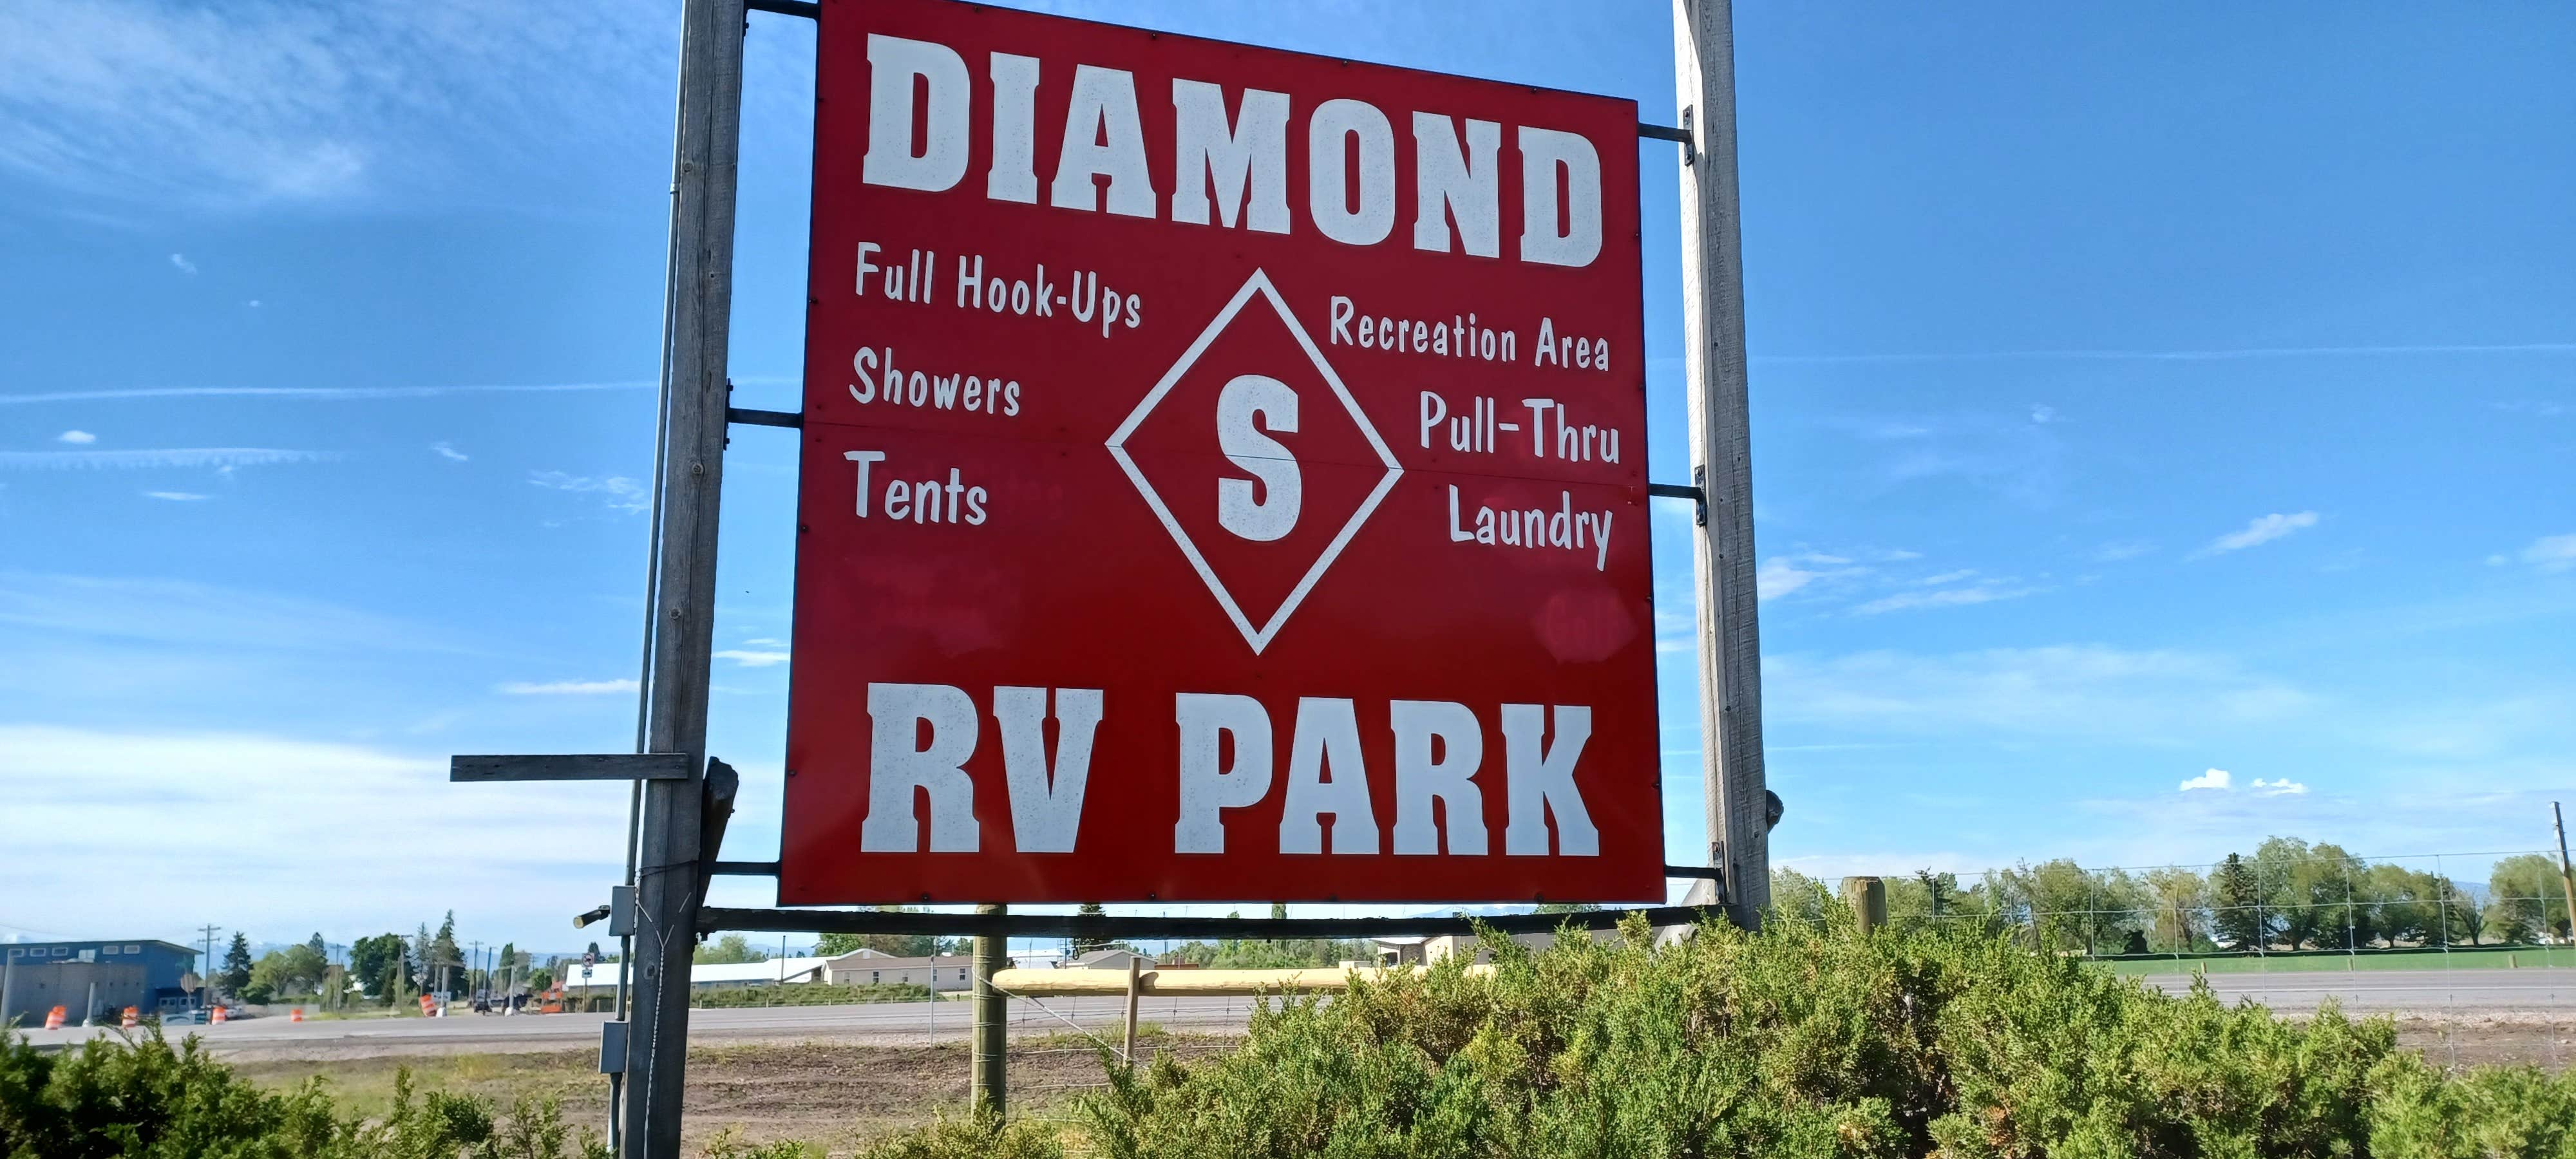 DIAMOND
Full Hook-Ups
Showers
Tents
S
Recreation Area
Pull-Thru
Laundry
RV PARK